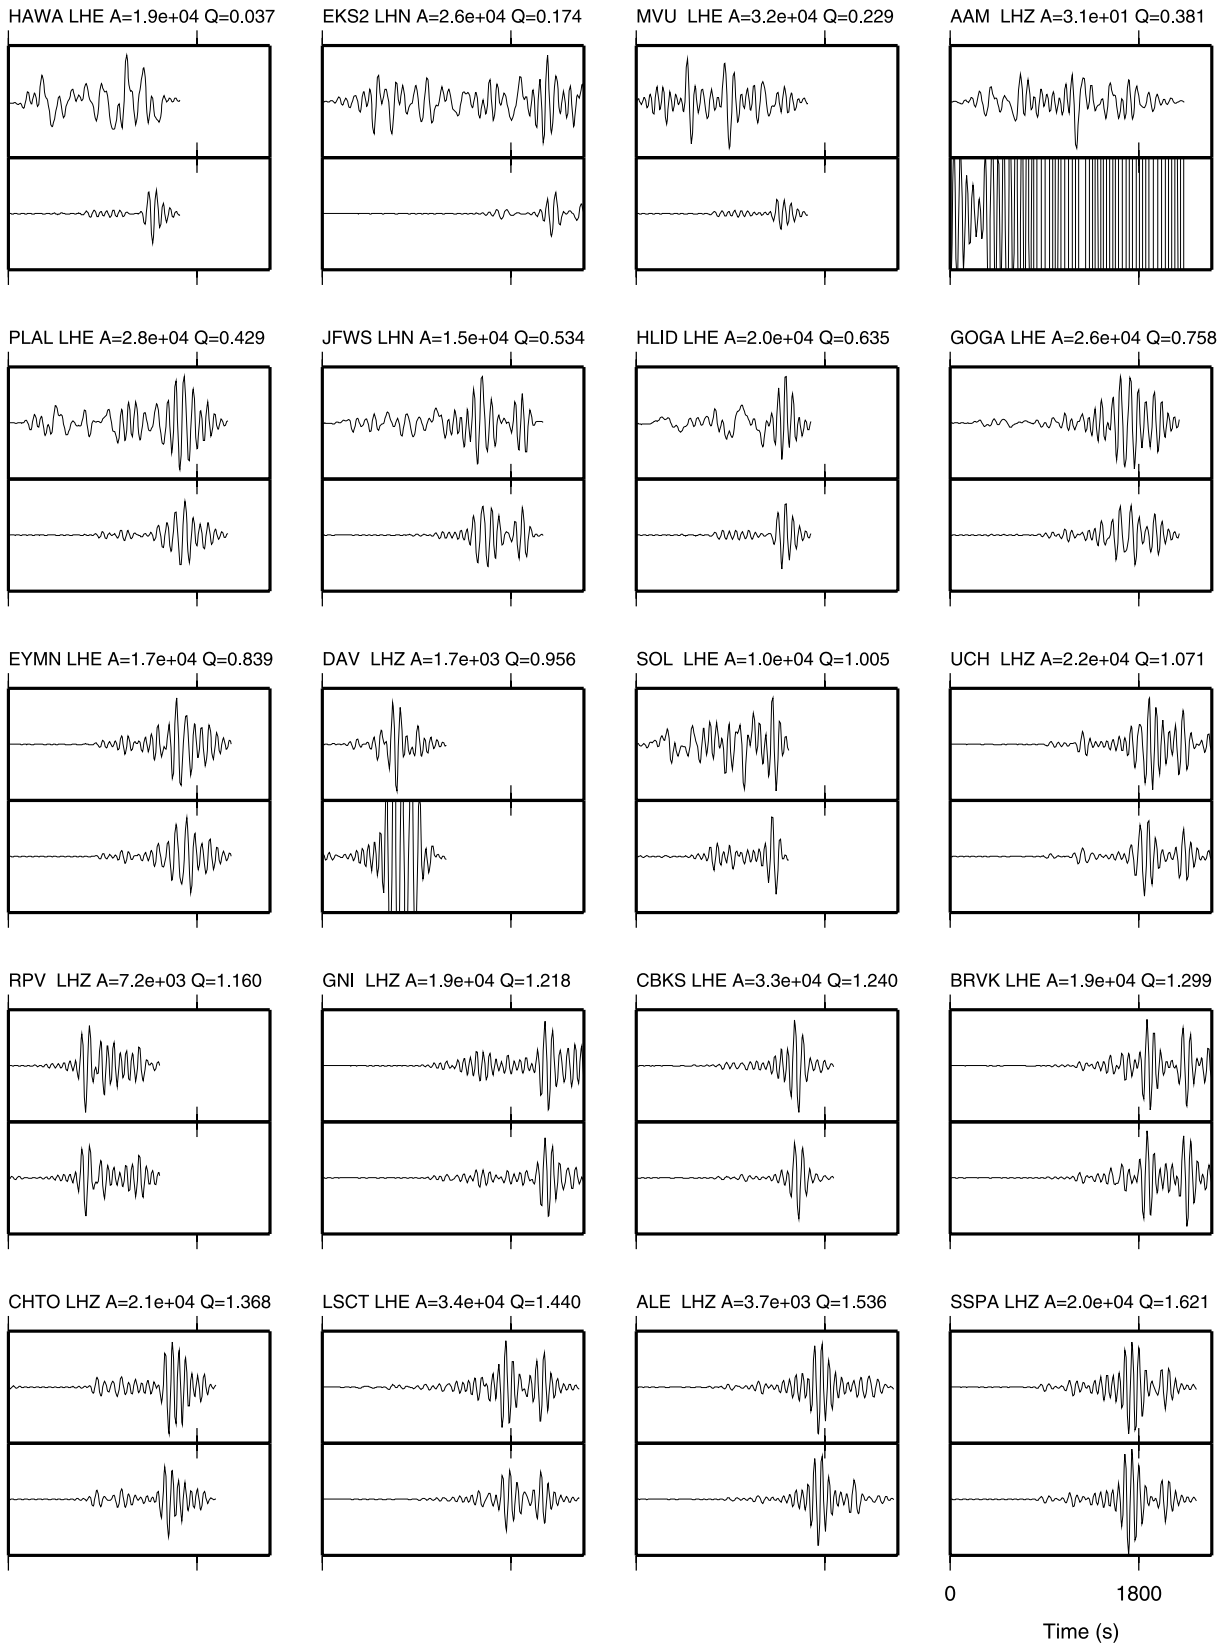 HAWA LHE A=1.9e+04 Q=0.037
EKS2 LHN A=2.6e+04 Q=0.174
MVU LHE A=3.2e+04 Q=0.229
AAM LHZ A=3.1e+01 Q=0.381
PLAL LHE A=2.8e+04 Q=0.429
JFWS LHN A=1.5e+04 Q=0.534
HLID LHE A=2.0e+04 Q=0.635
GOGA LHE A=2.6e+04 Q=0.758
EYMN LHE A=1.7e+04 Q=0.839
DAV LHZ A=1.7e+03 Q=0.956
SOL LHE A=1.0e+04 Q=1.005
UCH LHZ A=2.2e+04 Q=1.071
RPV LHZ A=7.2e+03 Q=1.160
GNI LHZ A=1.9e+04 Q=1.218
CBKS LHE A=3.3e+04 Q=1.240
BRVK LHE A=1.9e+04 Q=1.299
CHTO LHZ A=2.1e+04 Q=1.368
LSCT LHE A=3.4e+04 Q=1.440
ALE LHZ A=3.7e+03 Q=1.536
SSPA LHZ A=2.0e+04 Q=1.621
0 1800
Time (s)